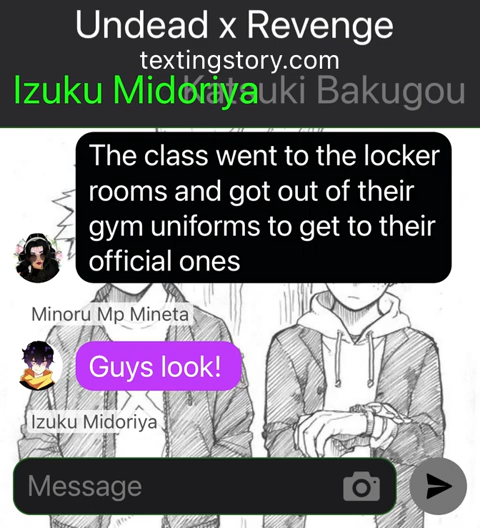 Undead x Revenge
textingstory.com
Izuku Midoriya Katsuki Bakugou
The class went to the locker
rooms and got out of their
gym uniforms to get to their
official ones
Minoru Mp Mineta
Guys look!
Izuku Midoriya
Message